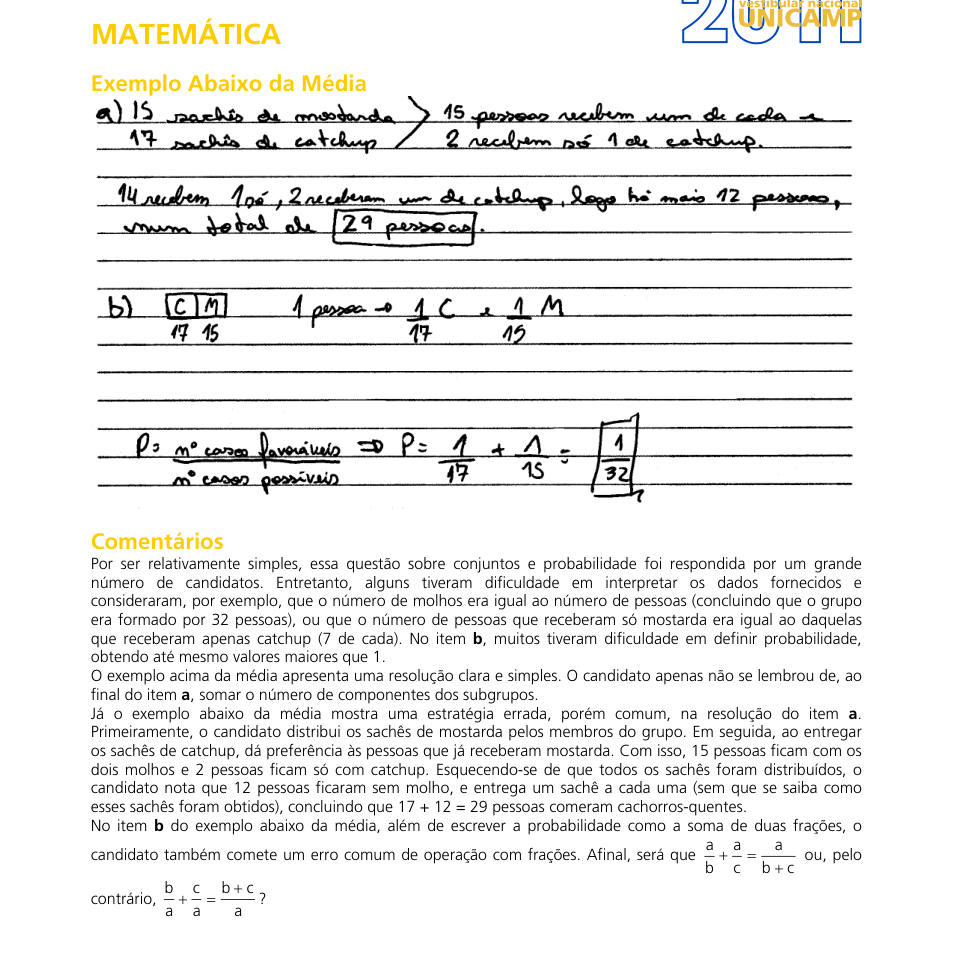 vestibular nacional
2011
UNICAMP
MATEMÁTICA
Exemplo Abaixo da Média
a) 15 sachês de mostarda > 15 pessoas recebem um de cada e
17 sachês de catchup 2 recebem só 1 de catchup.
14 recebem 1 só, 2 receberam um de catchup, logo há mais 12 pessoas,
num total de 29 pessoas.
b) C M 1 pessoa → 1/17 C e 1/15 M
17 15
P = nº casos favoráveis / nº casos possíveis ⇒ P = 1/17 + 1/15 = 1/32
Comentários
Por ser relativamente simples, essa questão sobre conjuntos e probabilidade foi respondida por um grande
número de candidatos. Entretanto, alguns tiveram dificuldade em interpretar os dados fornecidos e
consideraram, por exemplo, que o número de molhos era igual ao número de pessoas (concluindo que o grupo
era formado por 32 pessoas), ou que o número de pessoas que receberam só mostarda era igual ao daquelas
que receberam apenas catchup (7 de cada). No item b, muitos tiveram dificuldade em definir probabilidade,
obtendo até mesmo valores maiores que 1.
O exemplo acima da média apresenta uma resolução clara e simples. O candidato apenas não se lembrou de, ao
final do item a, somar o número de componentes dos subgrupos.
Já o exemplo abaixo da média mostra uma estratégia errada, porém comum, na resolução do item a.
Primeiramente, o candidato distribui os sachês de mostarda pelos membros do grupo. Em seguida, ao entregar
os sachês de catchup, dá preferência às pessoas que já receberam mostarda. Com isso, 15 pessoas ficam com os
dois molhos e 2 pessoas ficam só com catchup. Esquecendo-se de que todos os sachês foram distribuídos, o
candidato nota que 12 pessoas ficaram sem molho, e entrega um sachê a cada uma (sem que se saiba como
esses sachês foram obtidos), concluindo que 17 + 12 = 29 pessoas comeram cachorros-quentes.
No item b do exemplo abaixo da média, além de escrever a probabilidade como a soma de duas frações, o
candidato também comete um erro comum de operação com frações. Afinal, será que a/b + a/c = a/(b + c) ou, pelo
contrário, b/a + c/a = (b + c)/a ?